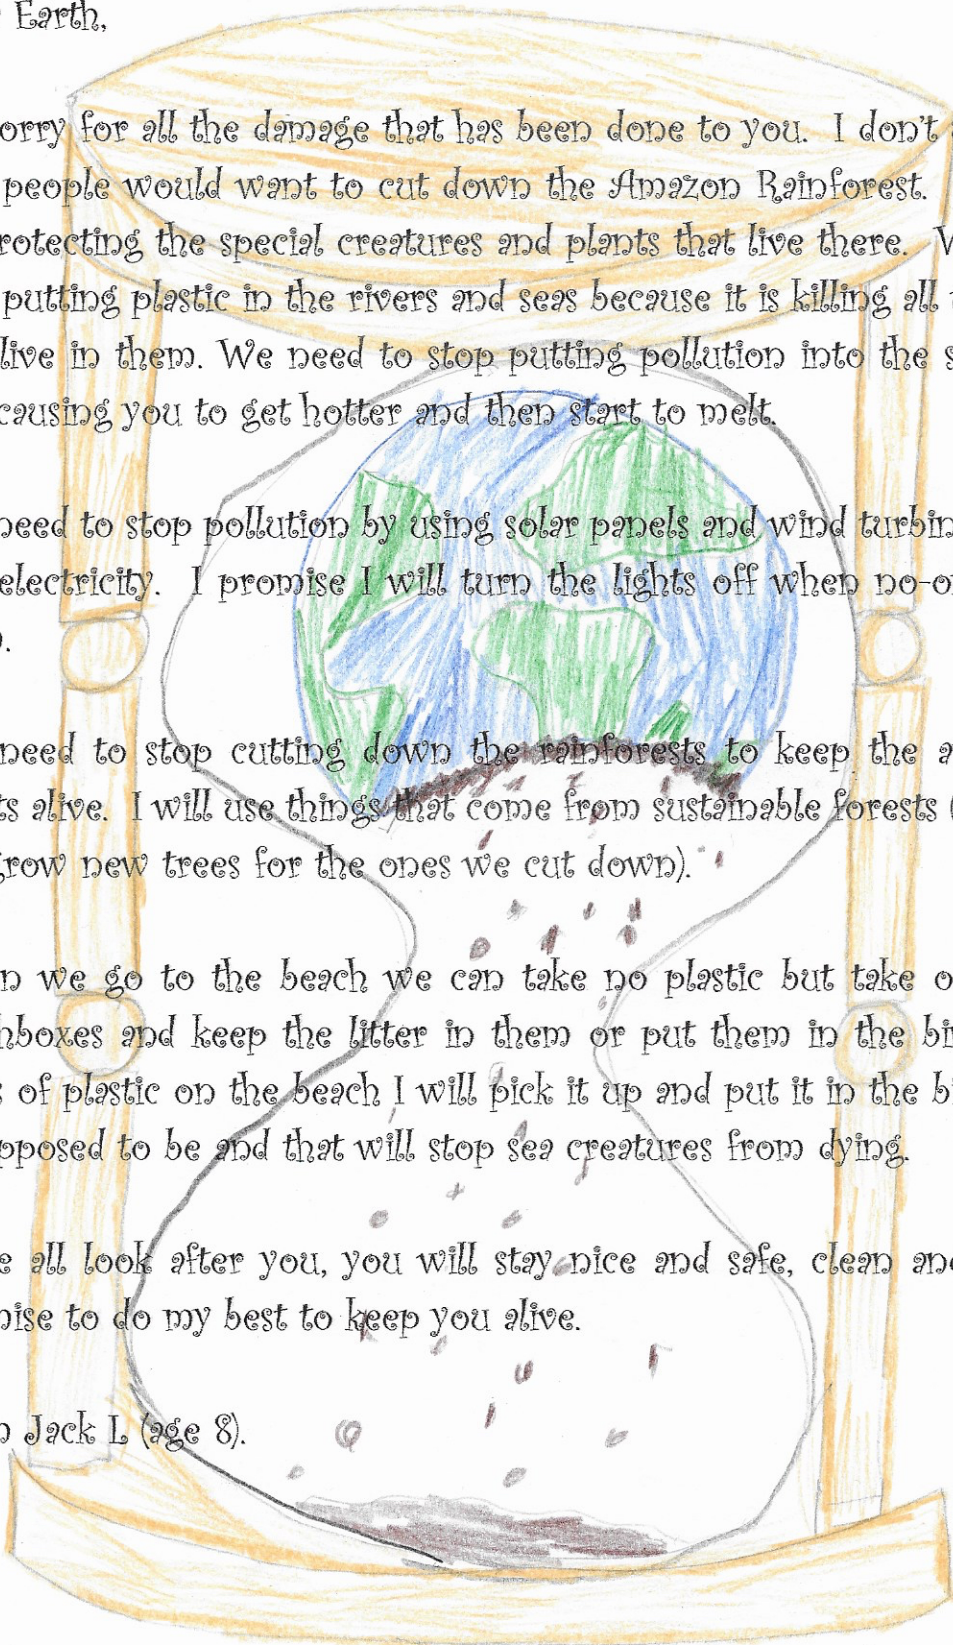 Earth,
orry for all the damage that has been done to you. I don't
people would want to cut down the Amazon Rainforest.
rotecting the special creatures and plants that live there.
putting plastic in the rivers and seas because it is killing all
live in them. We need to stop putting pollution into the s
causing you to get hotter and then start to melt.
need to stop pollution by using solar panels and wind turbin
electricity. I promise I will turn the lights off when no-o
need to stop cutting down the rainforests to keep the a
ts alive. I will use things that come from sustainable forests (
grow new trees for the ones we cut down).
n we go to the beach we can take no plastic but take o
hboxes and keep the litter in them or put them in the bi
s of plastic on the beach I will pick it up and put it in the bi
pposed to be and that will stop sea creatures from dying.
e all look after you, you will stay nice and safe, clean and
mise to do my best to keep you alive.
Jack L (age 8).